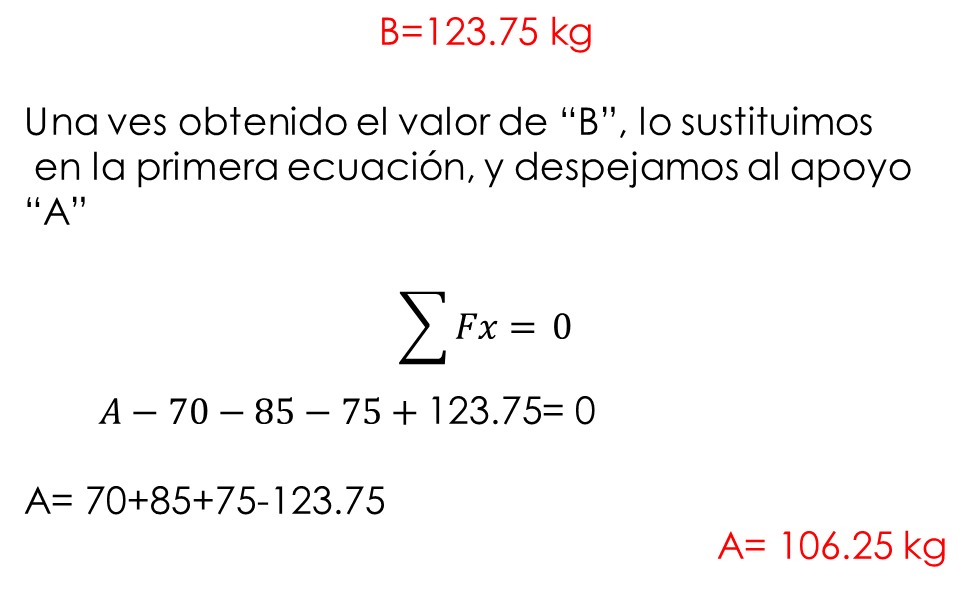 B=123.75 kg
Una ves obtenido el valor de “B”, lo sustituimos
en la primera ecuación, y despejamos al apoyo
“A”
∑ Fx = 0
A − 70 − 85 − 75 + 123.75= 0
A= 70+85+75-123.75
A= 106.25 kg